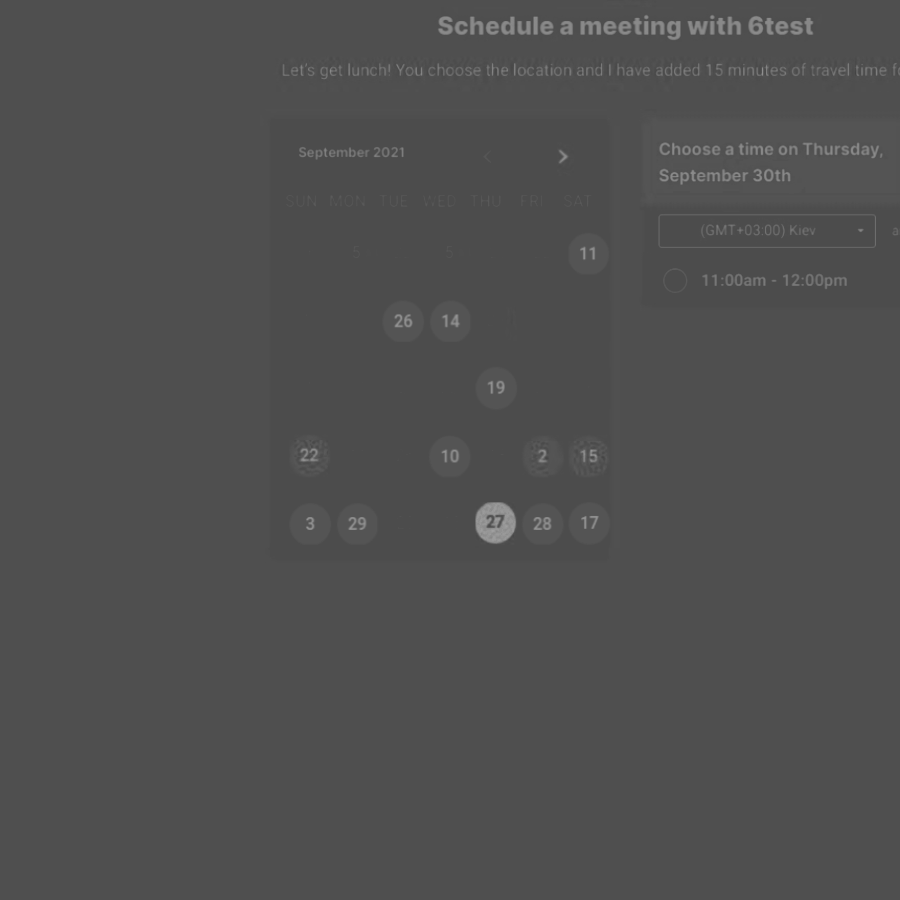 Schedule a meeting with 6test
Let's get lunch! You choose the location and I have added 15 minutes of travel time
September 2021
SUN MON TUE WED THU FRI SAT
5 5 11
26 14
19
22 10 2 15
3 29 27 28 17
Choose a time on Thursday,
September 30th
(GMT+03:00) Kiev
11:00am - 12:00pm